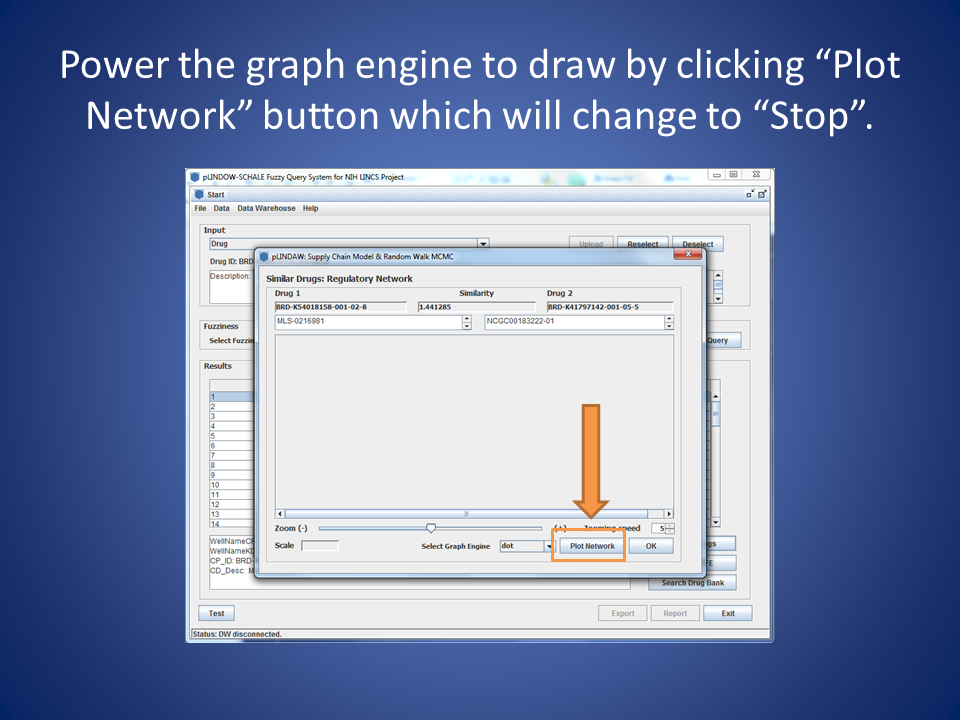 Power the graph engine to draw by clicking “Plot
Network” button which will change to “Stop”.
pLINDOW-SCHALE Fuzzy Query System for NIH LINCS Project
Start
File Data Data Warehouse Help
Input
Drug
Upload Reselect Deselect
Drug ID: BRD
Description:
pLINDAW: Supply Chain Model & Random Walk MCMC
Similar Drugs: Regulatory Network
Drug 1 Similarity Drug 2
BRD-K54018158-001-02-8 1.441285 BRD-K41797142-001-05-5
MLS-0216981 NCGC00183222-01
Fuzziness
Select Fuzzin
Query
Results
1
2
3
4
5
6
7
8
9
10
11
12
13
14
Zoom (-) (+) Zooming speed 5
Scale Select Graph Engine dot Plot Network OK
WellNameCP
WellNameKD
CP_ID: BRD-
CD_Desc: M
gs
FE
Search Drug Bank
Test Export Report Exit
Status: DW disconnected.